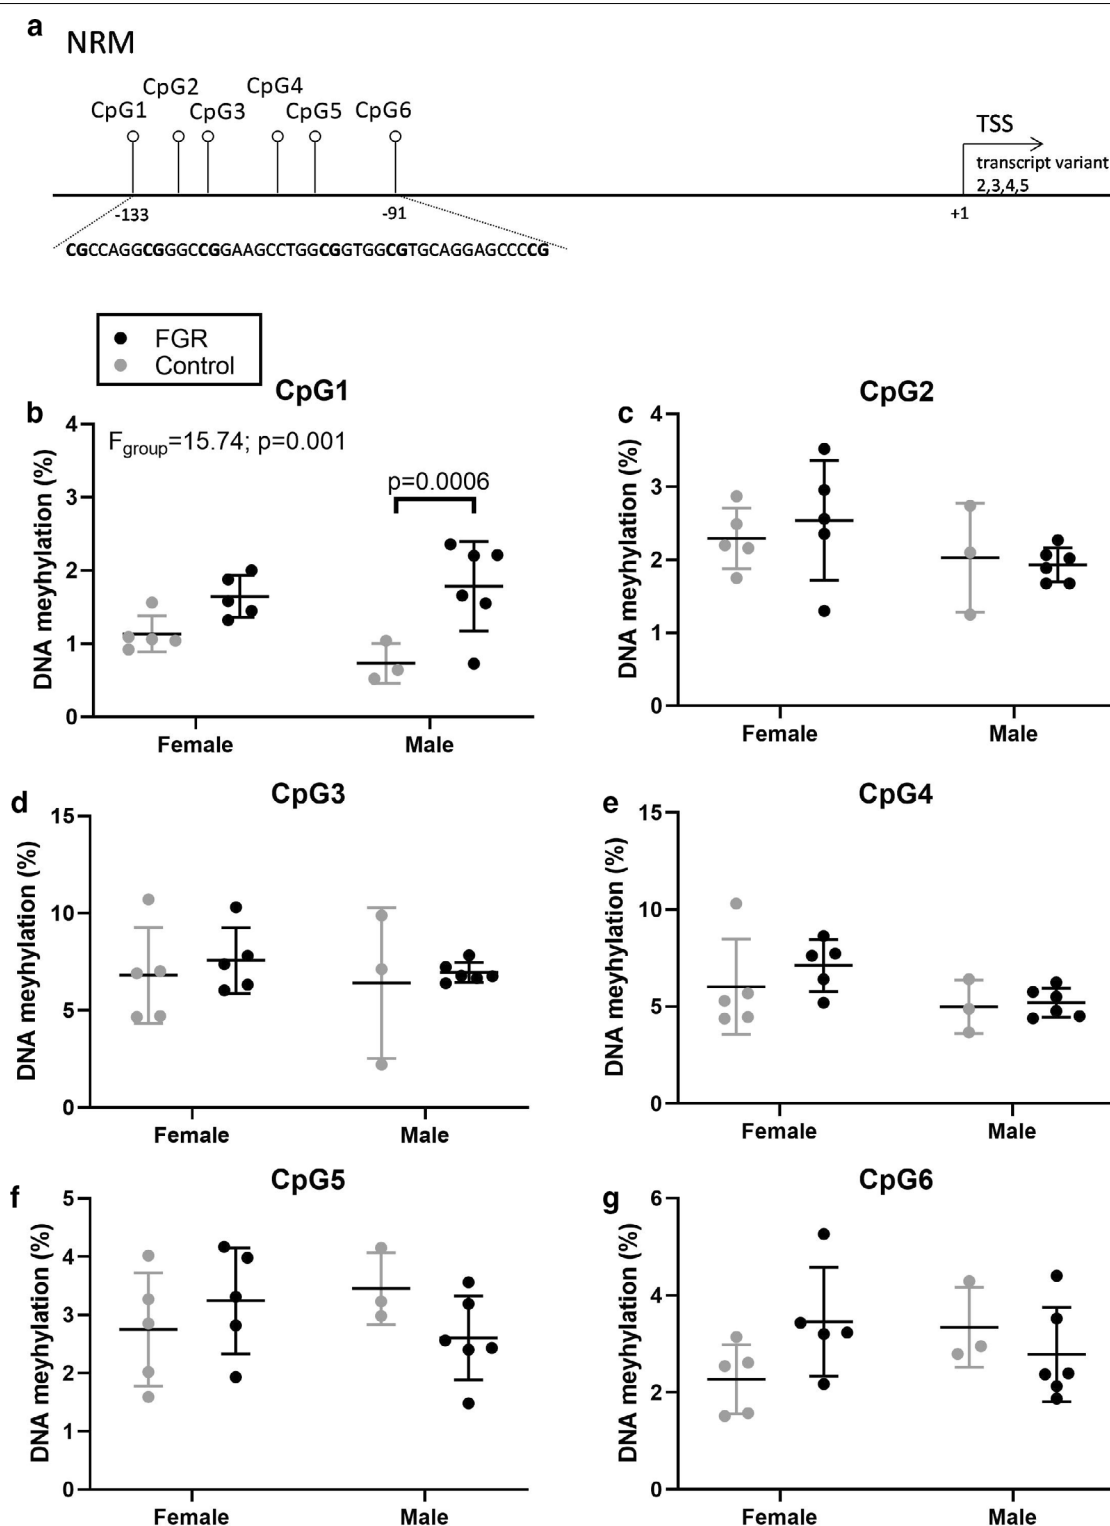 a
NRM
CpG1 CpG2 CpG3 CpG4 CpG5 CpG6
TSS
transcript variant
2,3,4,5
-133 -91 +1
CGCCAGGCGGGCCGGAAGCCTGGCGGTGGCGTGCAGGAGCCCCG
FGR
Control
b
CpG1
Fgroup=15.74; p=0.001
p=0.0006
DNA meyhylation (%)
4
3
2
1
0
Female Male
c
CpG2
DNA meyhylation (%)
4
3
2
1
0
Female Male
d
CpG3
DNA meyhylation (%)
15
10
5
0
Female Male
e
CpG4
DNA meyhylation (%)
15
10
5
0
Female Male
f
CpG5
DNA meyhylation (%)
5
4
3
2
1
0
Female Male
g
CpG6
DNA meyhylation (%)
6
4
2
0
Female Male